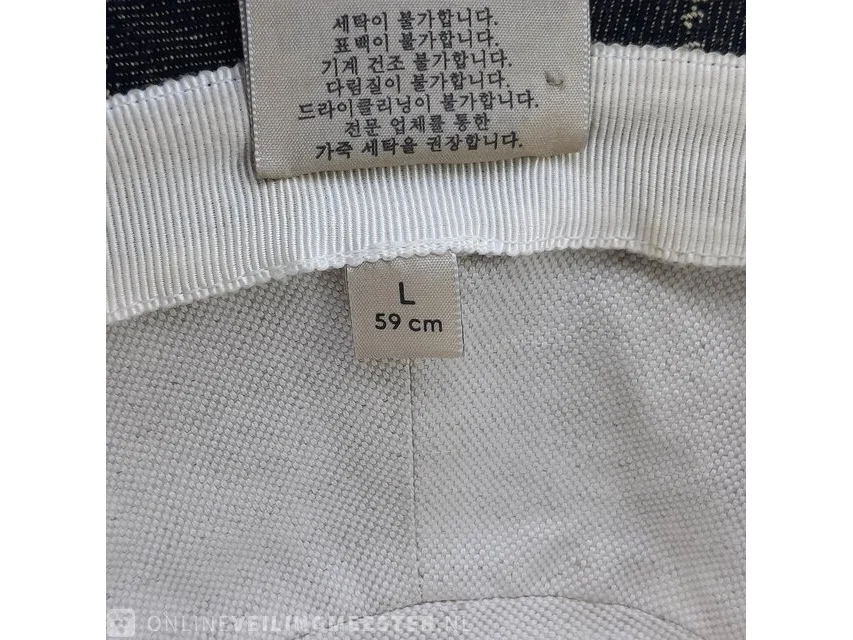 세탁이 불가합니다.
표백이 불가합니다.
기계 건조 불가합니다.
다림질이 불가합니다.
드라이클리닝이 불가합니다.
전문 업체를 통한
가죽 세탁을 권장합니다.
L
59 cm
ONLINEVEILINGMEESTER.NL